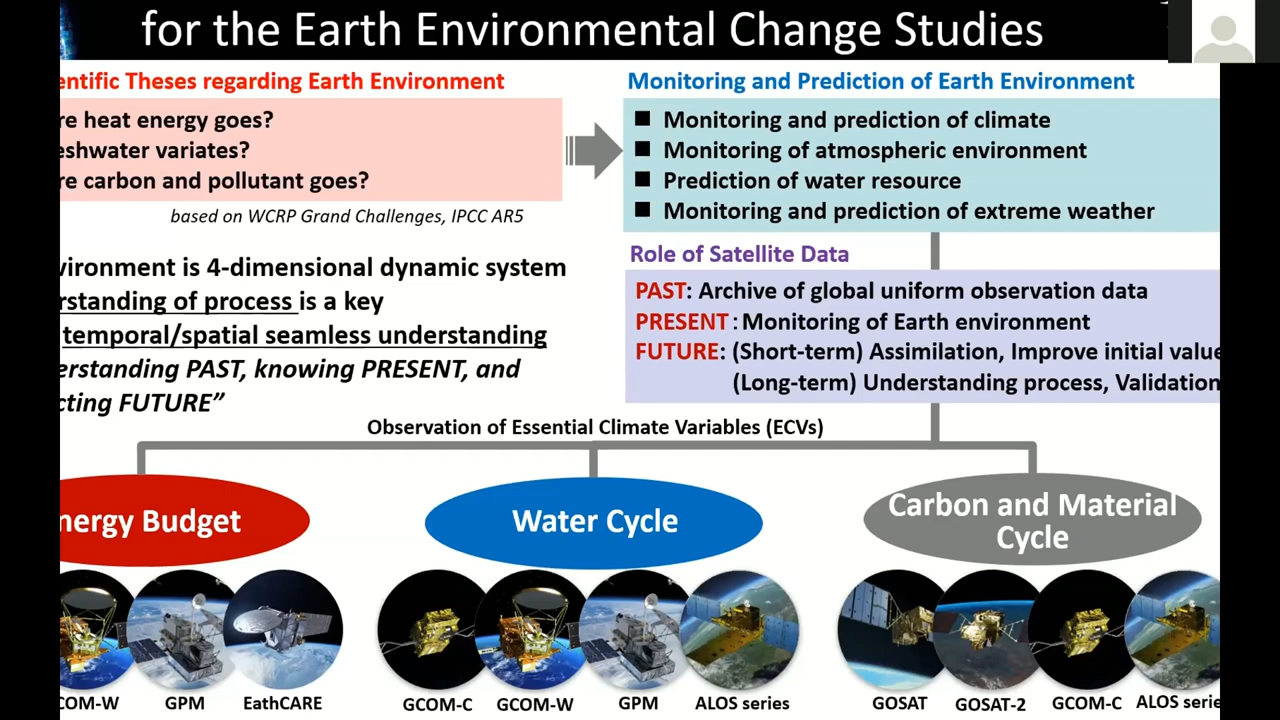 for the Earth Environmental Change Studies
entific Theses regarding Earth Environment
re heat energy goes?
eshwater variates?
re carbon and pollutant goes?
based on WCRP Grand Challenges, IPCC AR5
vironment is 4-dimensional dynamic system
rstanding of process is a key
temporal/spatial seamless understanding
erstanding PAST, knowing PRESENT, and
cting FUTURE”
Monitoring and Prediction of Earth Environment
■ Monitoring and prediction of climate
■ Monitoring of atmospheric environment
■ Prediction of water resource
■ Monitoring and prediction of extreme weather
Role of Satellite Data
PAST: Archive of global uniform observation data
PRESENT: Monitoring of Earth environment
FUTURE: (Short-term) Assimilation, Improve initial value
(Long-term) Understanding process, Validation
Observation of Essential Climate Variables (ECVs)
nergy Budget
COM-W GPM EathCARE
Water Cycle
GCOM-C GCOM-W GPM ALOS series
Carbon and Material
Cycle
GOSAT GOSAT-2 GCOM-C ALOS serie